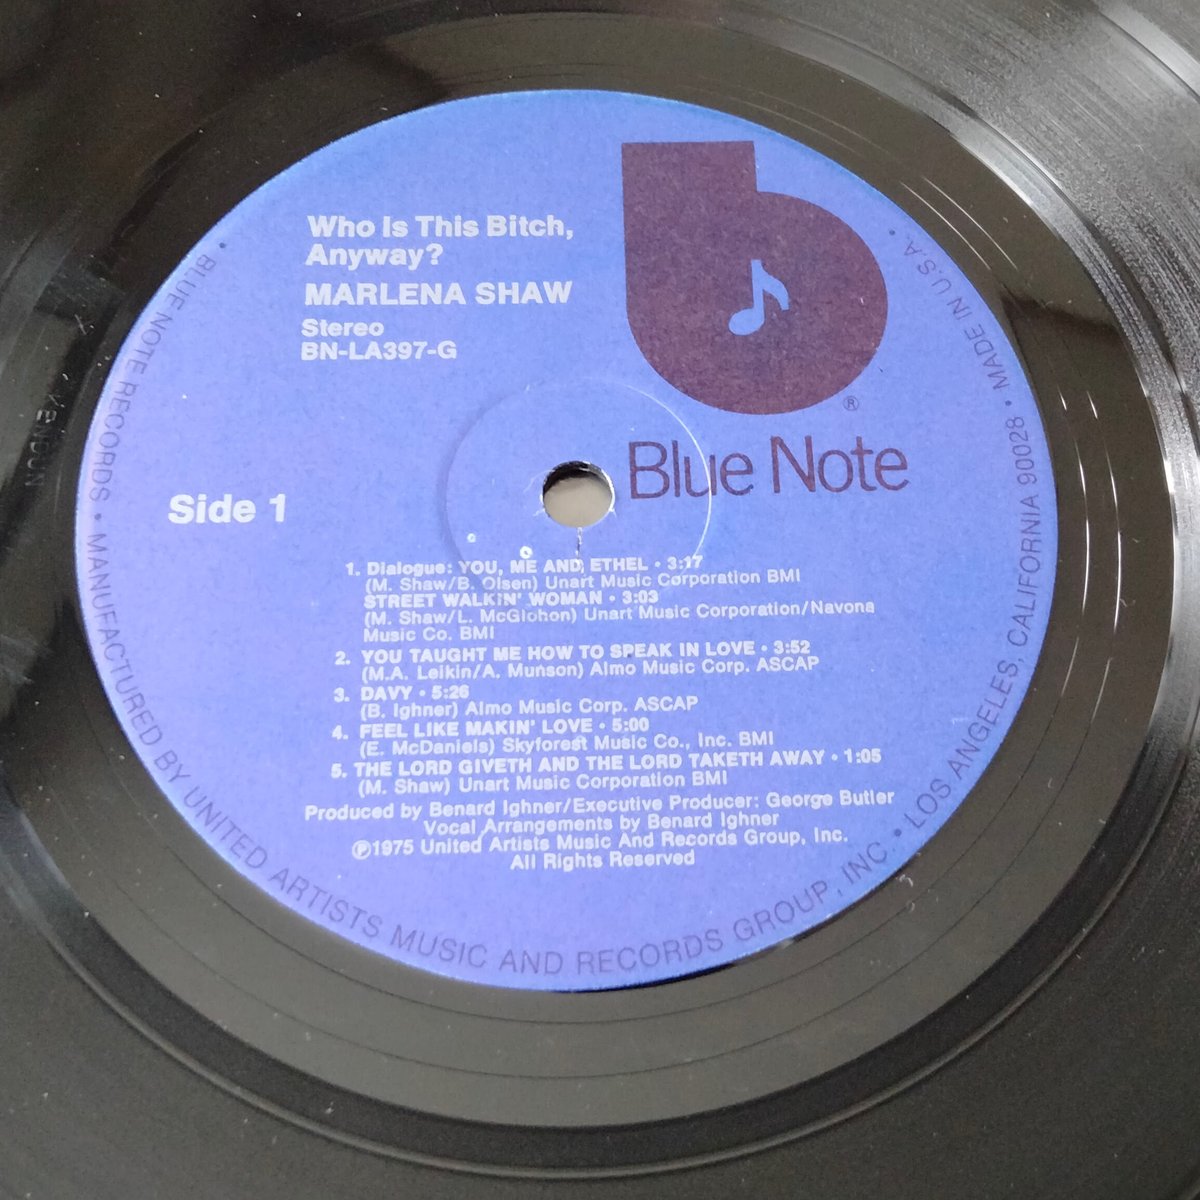 Who Is This Bitch,
Anyway?
MARLENA SHAW
Stereo
BN-LA397-G
b
®
Blue Note
Side 1
1. Dialogue: YOU, ME AND ETHEL • 3:17
(M. Shaw/B. Olsen) Unart Music Corporation BMI
STREET WALKIN' WOMAN • 3:03
(M. Shaw/L. McGlohon) Unart Music Corporation/Navona
Music Co. BMI
2. YOU TAUGHT ME HOW TO SPEAK IN LOVE • 3:52
(M.A. Leikin/A. Munson) Almo Music Corp. ASCAP
3. DAVY • 5:26
(B. Ighner) Almo Music Corp. ASCAP
4. FEEL LIKE MAKIN' LOVE • 5:00
(E. McDaniels) Skyforest Music Co., Inc. BMI
5. THE LORD GIVETH AND THE LORD TAKETH AWAY • 1:05
(M. Shaw) Unart Music Corporation BMI
Produced by Benard Ighner/Executive Producer: George Butler
Vocal Arrangements by Benard Ighner
℗1975 United Artists Music And Records Group, Inc.
All Rights Reserved
• BLUE NOTE RECORDS • MANUFACTURED BY UNITED ARTISTS MUSIC AND RECORDS GROUP, INC. • LOS ANGELES, CALIFORNIA 90028 • MADE IN U.S.A. •